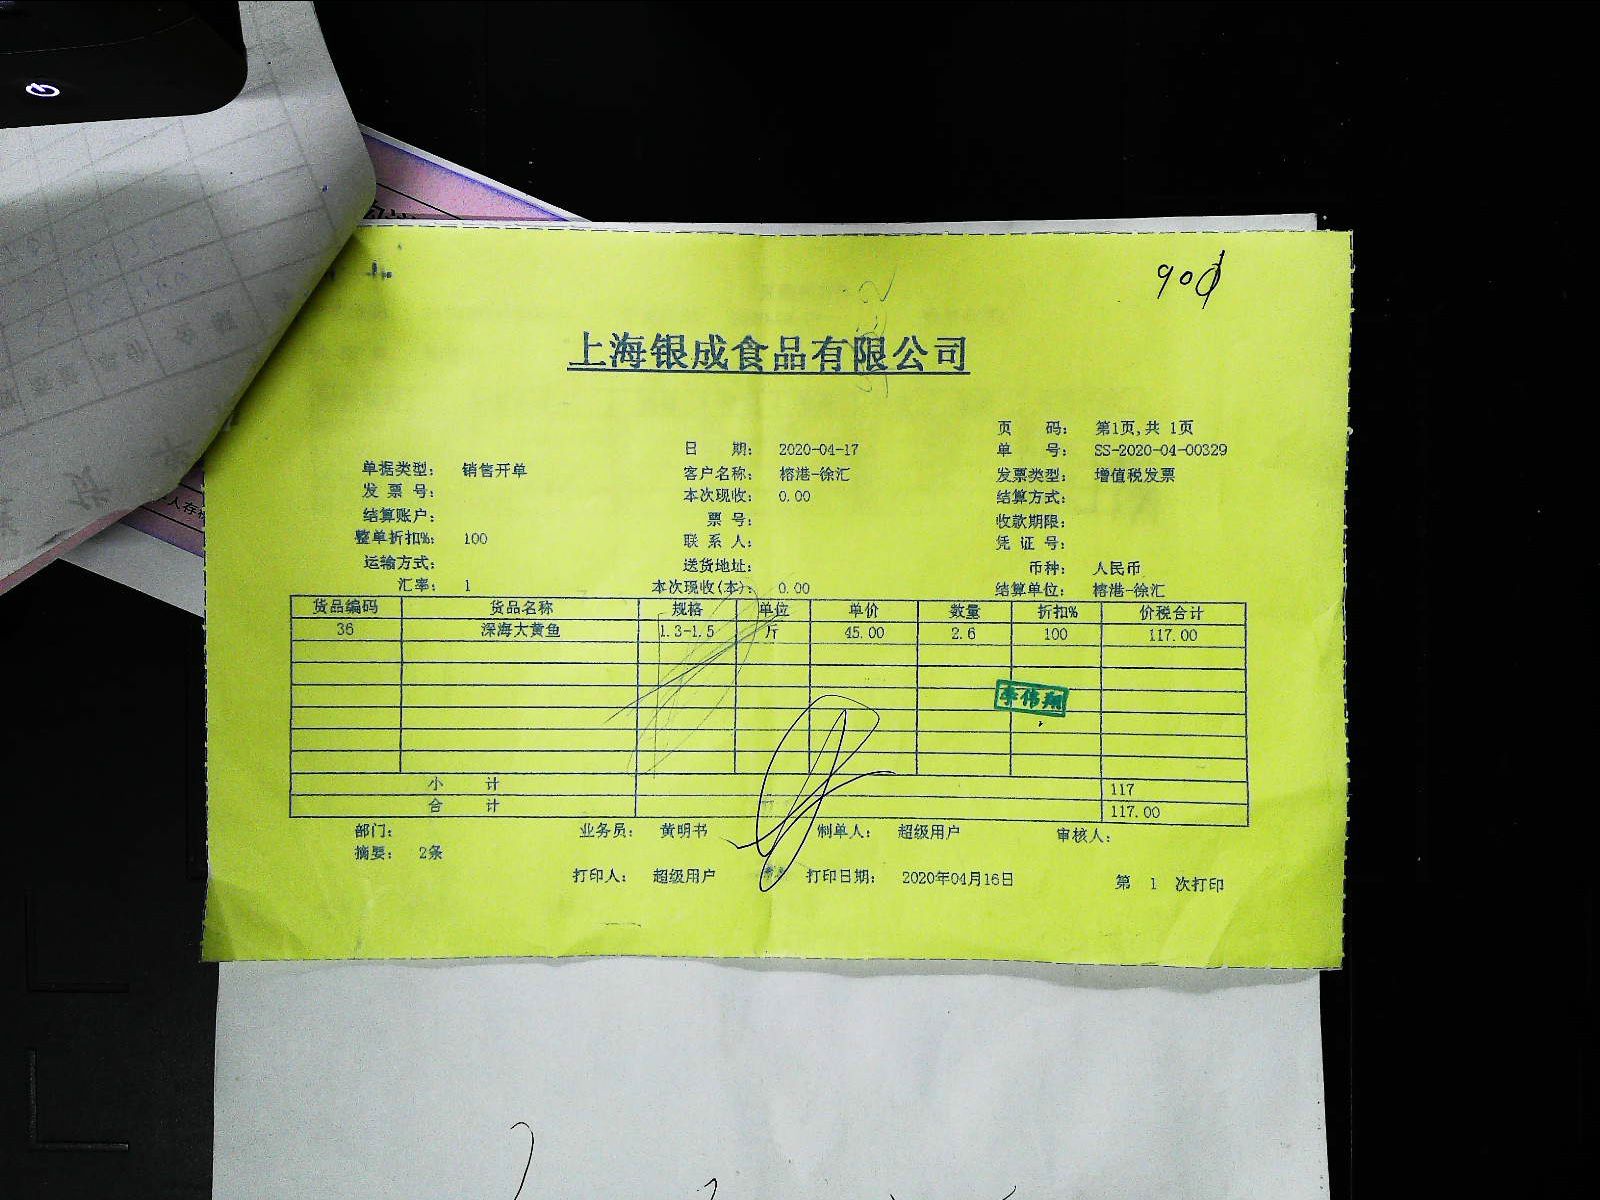 上海银成食品有限公司
页 码: 第1页,共 1页
日 期: 2020-04-17 单 号: SS-2020-04-00329
单据类型: 销售开单 客户名称: 榕港-徐汇 发票类型: 增值税发票
发 票 号: 本次现收: 0.00 结算方式:
结算账户: 票 号: 收款期限:
整单折扣%: 100 联 系 人: 凭 证 号:
运输方式: 送货地址: 币种: 人民币
汇率: 1 本次现收(本): 0.00 结算单位: 榕港-徐汇
货品编码 货品名称 规格 单位 单价 数量 折扣% 价税合计
36 深海大黄鱼 1.3-1.5 斤 45.00 2.6 100 117.00
李伟翔
小 计 117
合 计 117.00
部门: 业务员: 黄明书 制单人: 超级用户 审核人:
摘要: 2条
打印人: 超级用户 打印日期: 2020年04月16日 第 1 次打印